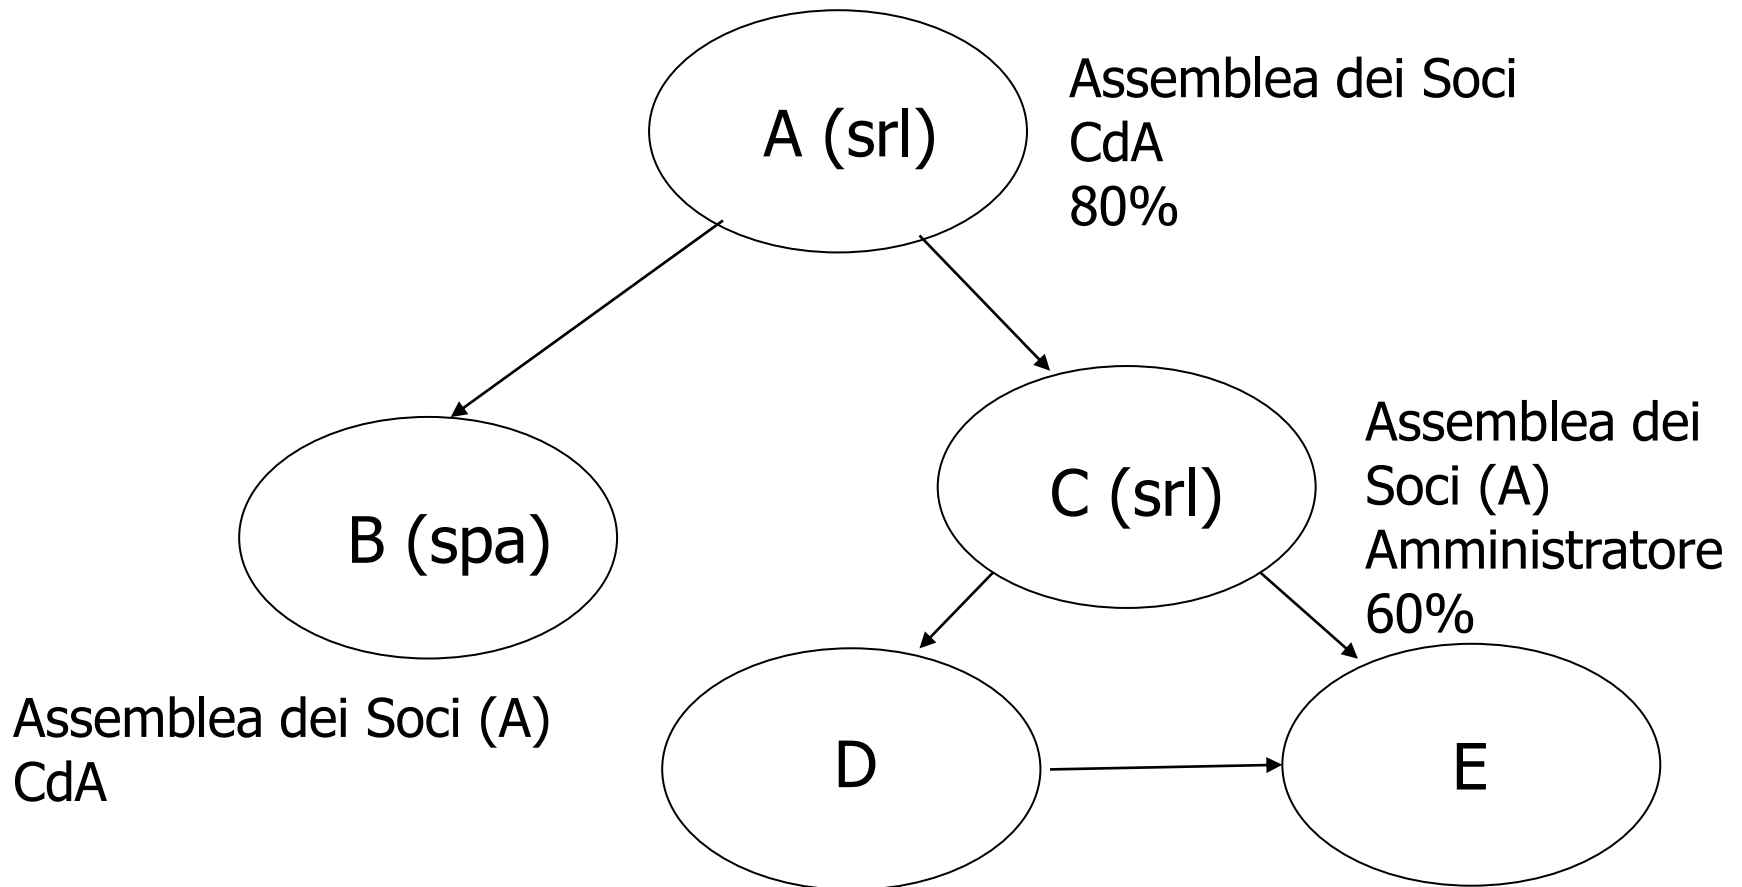 A (srl)
Assemblea dei Soci
CdA
80%
B (spa)
Assemblea dei Soci (A)
CdA
C (srl)
Assemblea dei
Soci (A)
Amministratore
60%
D
E